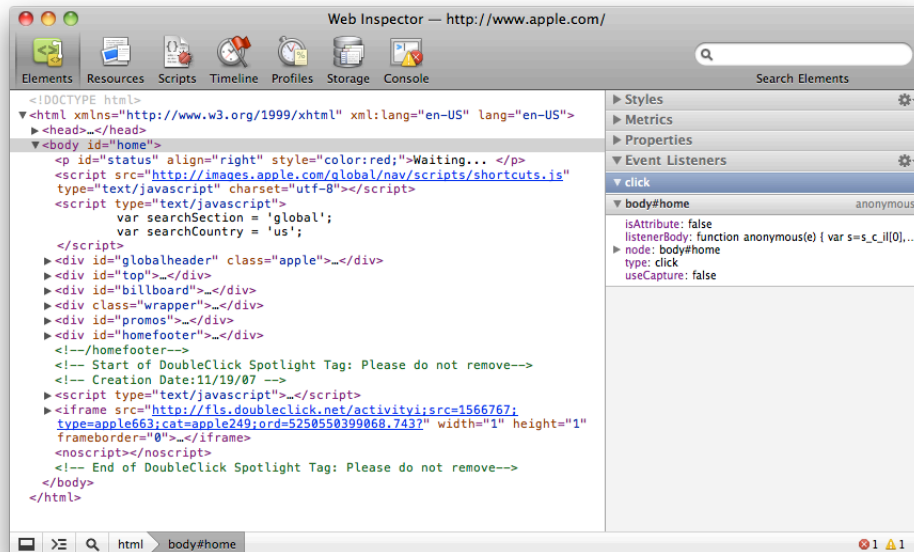 Web Inspector — http://www.apple.com/
Elements Resources Scripts Timeline Profiles Storage Console
Search Elements
<!DOCTYPE html>
<html xmlns="http://www.w3.org/1999/xhtml" xml:lang="en-US" lang="en-US">
<head>…</head>
<body id="home">
<p id="status" align="right" style="color:red;">Waiting... </p>
<script src="http://images.apple.com/global/nav/scripts/shortcuts.js"
type="text/javascript" charset="utf-8"></script>
<script type="text/javascript">
var searchSection = 'global';
var searchCountry = 'us';
</script>
<div id="globalheader" class="apple">…</div>
<div id="top">…</div>
<div id="billboard">…</div>
<div class="wrapper">…</div>
<div id="promos">…</div>
<div id="homefooter">…</div>
<!--/homefooter-->
<!-- Start of DoubleClick Spotlight Tag: Please do not remove-->
<!-- Creation Date:11/19/07 -->
<script type="text/javascript">…</script>
<iframe src="http://fls.doubleclick.net/activityi;src=1566767;
type=apple663;cat=apple249;ord=5250550399068.743?" width="1" height="1"
frameborder="0">…</iframe>
<noscript></noscript>
<!-- End of DoubleClick Spotlight Tag: Please do not remove-->
</body>
</html>
Styles
Metrics
Properties
Event Listeners
click
body#home anonymous
isAttribute: false
listenerBody: function anonymous(e) { var s=s_c_il[0],…
node: body#home
type: click
useCapture: false
html body#home
1 1